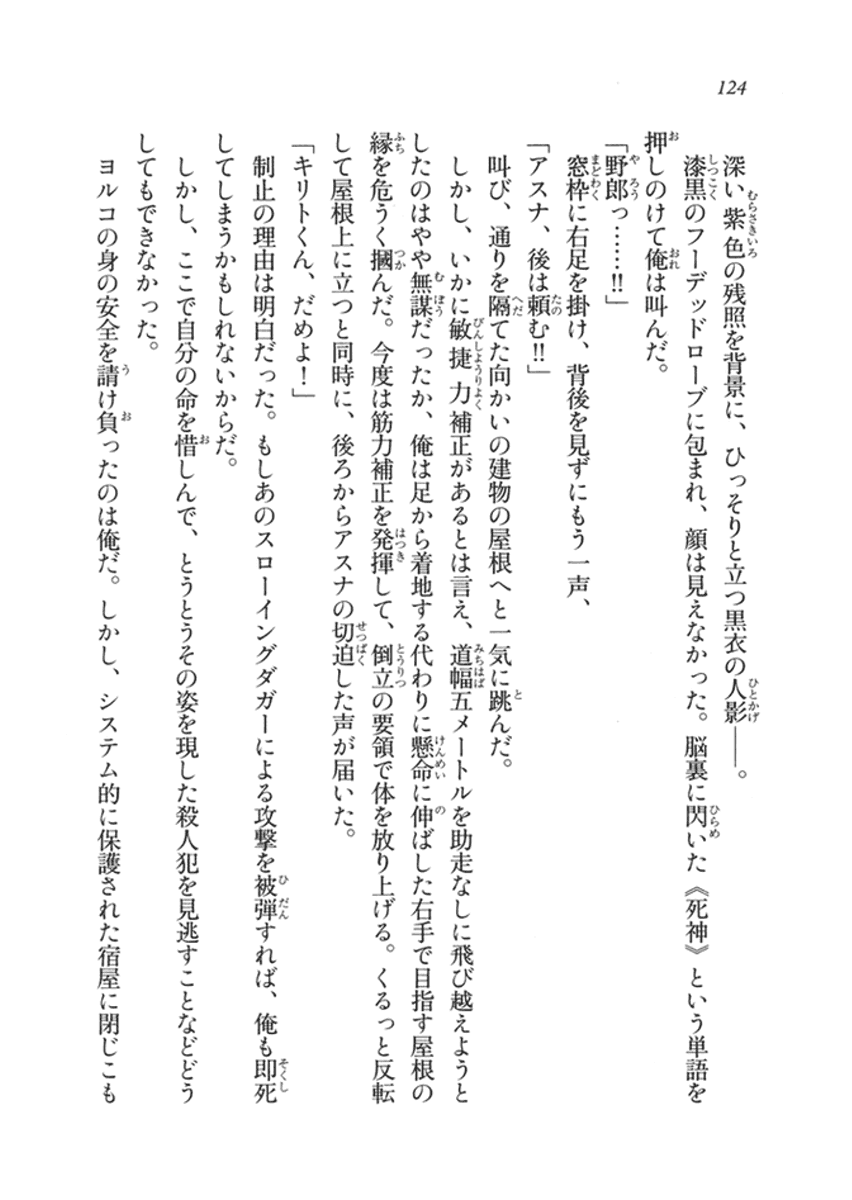 124
深い紫色の残照を背景に、ひっそりと立つ黒衣の人影――。
漆黒のフーデッドローブに包まれ、顔は見えなかった。脳裏に閃いた《死神》という単語を
押しのけて俺は叫んだ。
「野郎っ……!!」
窓枠に右足を掛け、背後を見ずにもう一声、
「アスナ、後は頼む!!」
叫び、通りを隔てた向かいの建物の屋根へと一気に跳んだ。
しかし、いかに敏捷力補正があるとは言え、道幅五メートルを助走なしに飛び越えようと
したのはやや無謀だったか、俺は足から着地する代わりに懸命に伸ばした右手で目指す屋根の
縁を危うく摑んだ。今度は筋力補正を発揮して、倒立の要領で体を放り上げる。くるっと反転
して屋根上に立つと同時に、後ろからアスナの切迫した声が届いた。
「キリトくん、だめよ！」
制止の理由は明白だった。もしあのスローイングダガーによる攻撃を被弾すれば、俺も即死
してしまうかもしれないからだ。
しかし、ここで自分の命を惜しんで、とうとうその姿を現した殺人犯を見逃すことなどどう
してもできなかった。
ヨルコの身の安全を請け負ったのは俺だ。しかし、システム的に保護された宿屋に閉じこも